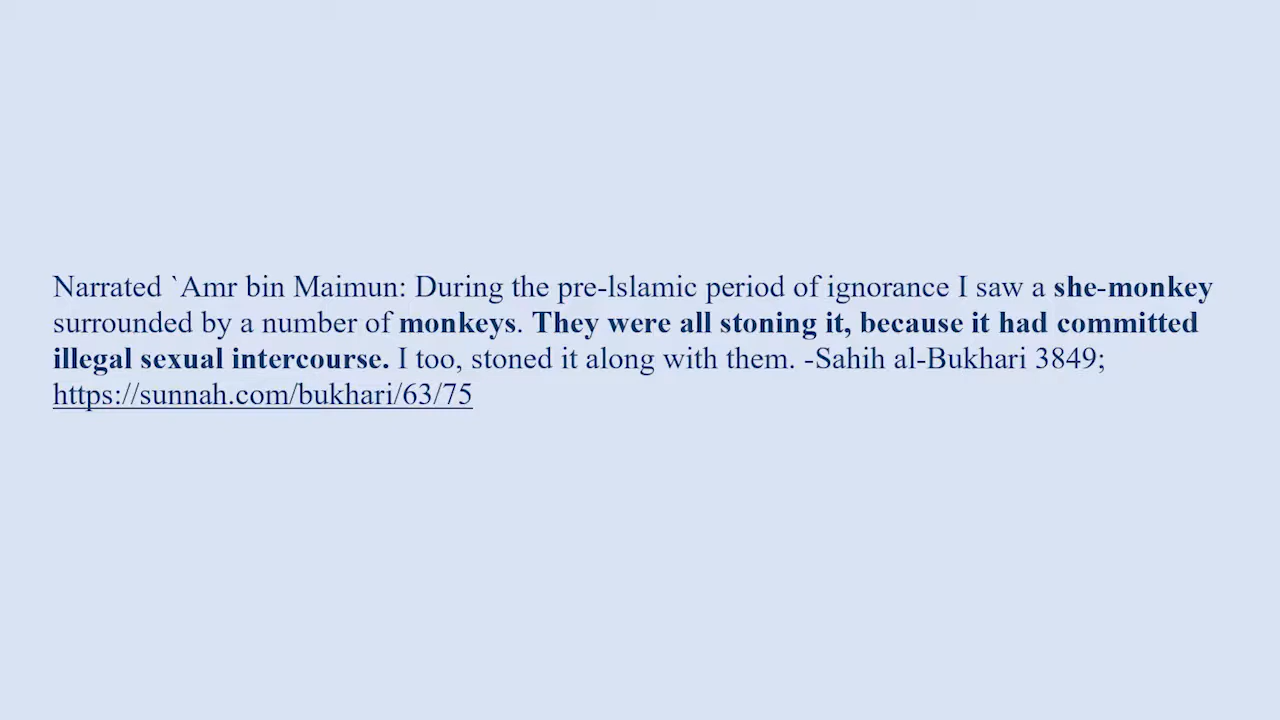 Narrated `Amr bin Maimun: During the pre-lslamic period of ignorance I saw a she-monkey
surrounded by a number of monkeys. They were all stoning it, because it had committed
illegal sexual intercourse. I too, stoned it along with them. -Sahih al-Bukhari 3849;
https://sunnah.com/bukhari/63/75